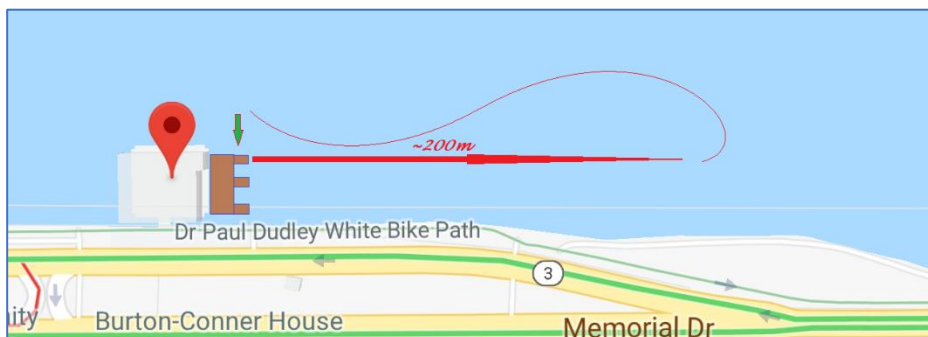 ~200m
Dr Paul Dudley White Bike Path
3
ity
Burton-Conner House
Memorial Dr